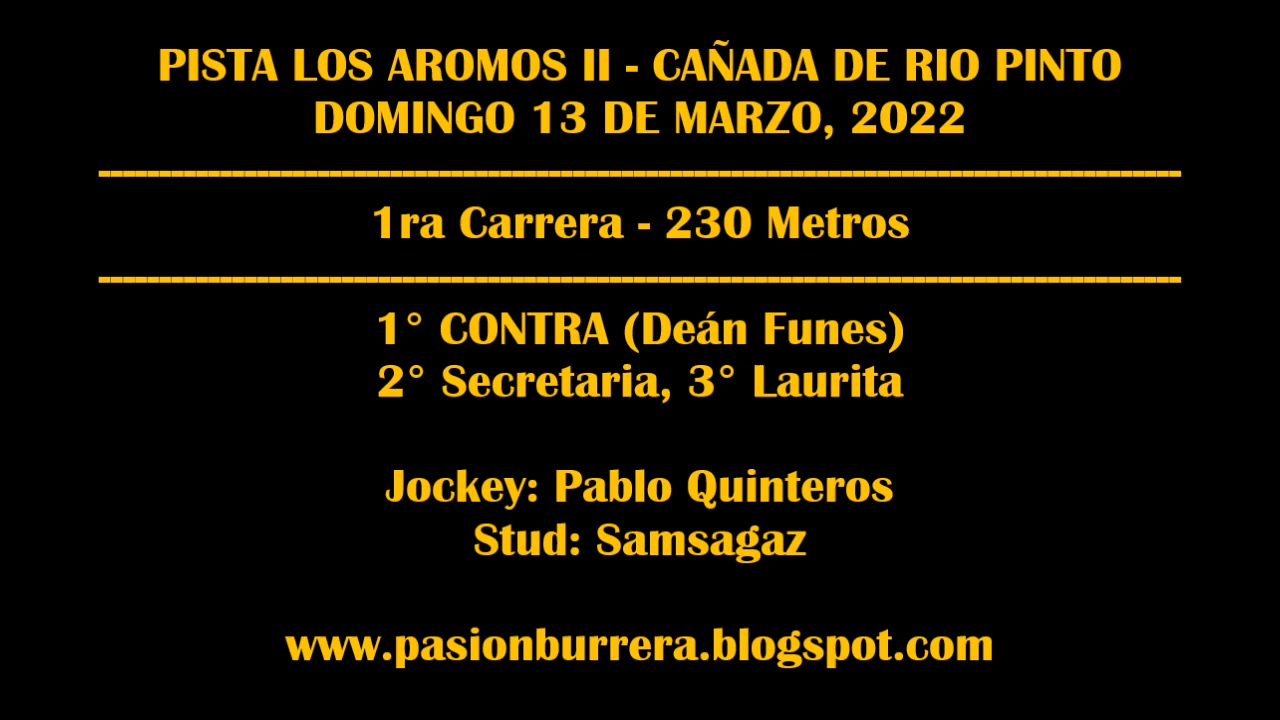 PISTA LOS AROMOS II - CAÑADA DE RIO PINTO
DOMINGO 13 DE MARZO, 2022
1ra Carrera - 230 Metros
1° CONTRA (Deán Funes)
2° Secretaria, 3° Laurita
Jockey: Pablo Quinteros
Stud: Samsagaz
www.pasionburrera.blogspot.com